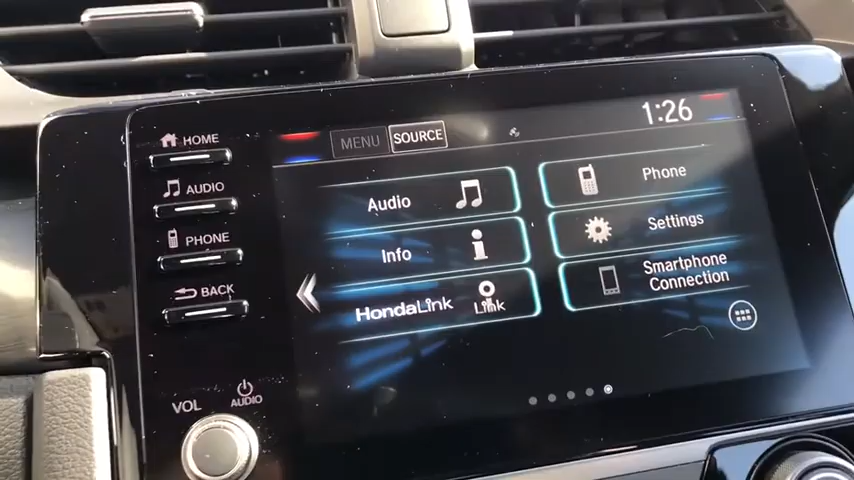 HOME
MENU
SOURCE
1:26
AUDIO
PHONE
BACK
Audio
Phone
Info
Settings
HondaLink
Link
Smartphone
Connection
VOL
AUDIO